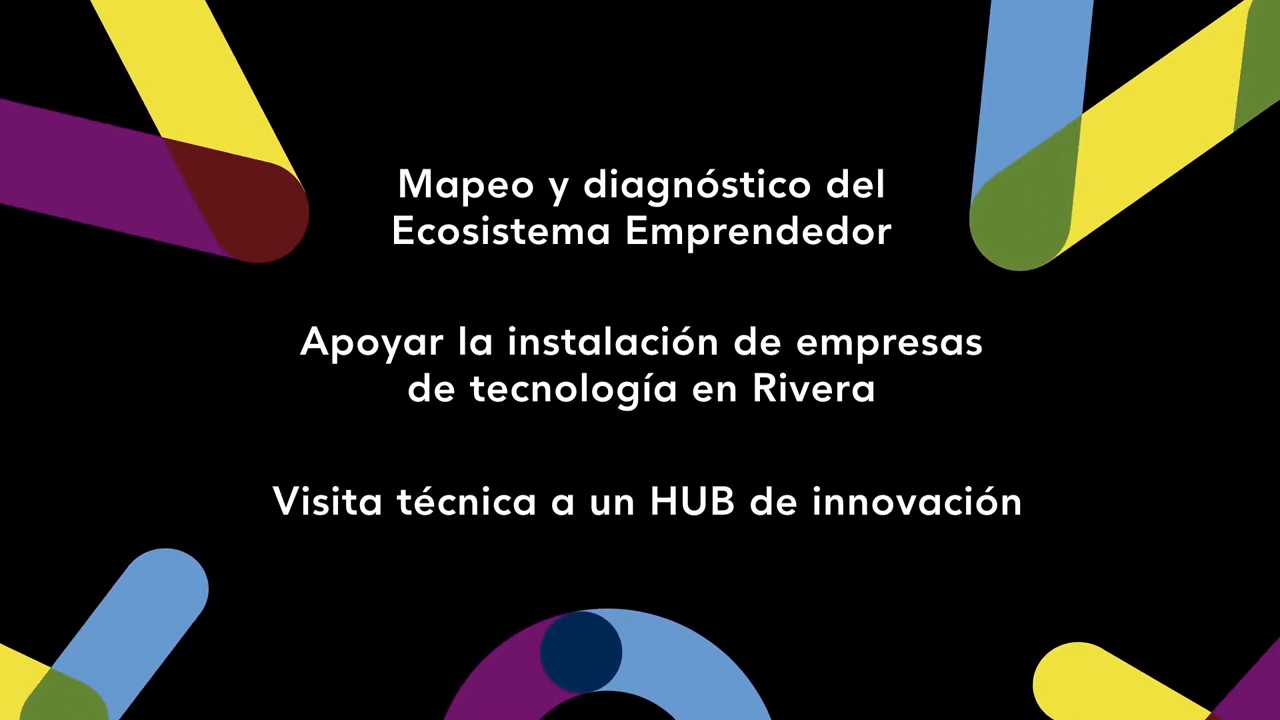 Mapeo y diagnóstico del
Ecosistema Emprendedor
Apoyar la instalación de empresas
de tecnología en Rivera
Visita técnica a un HUB de innovación